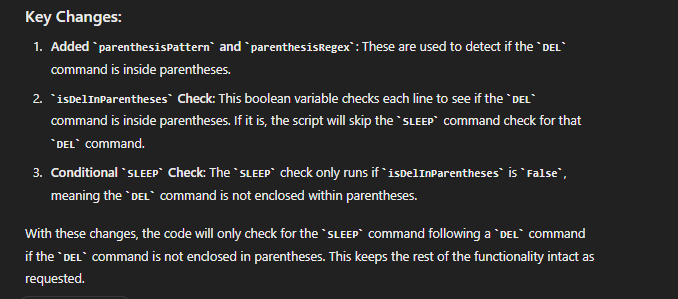 Key Changes:
1. Added `parenthesisPattern` and `parenthesisRegex`: These are used to detect if the `DEL`
command is inside parentheses.
2. `isDelInParentheses` Check: This boolean variable checks each line to see if the `DEL`
command is inside parentheses. If it is, the script will skip the `SLEEP` command check for that
`DEL` command.
3. Conditional `SLEEP` Check: The `SLEEP` check only runs if `isDelInParentheses` is `False`,
meaning the `DEL` command is not enclosed within parentheses.
With these changes, the code will only check for the `SLEEP` command following a `DEL` command
if the `DEL` command is not enclosed in parentheses. This keeps the rest of the functionality intact as
requested.